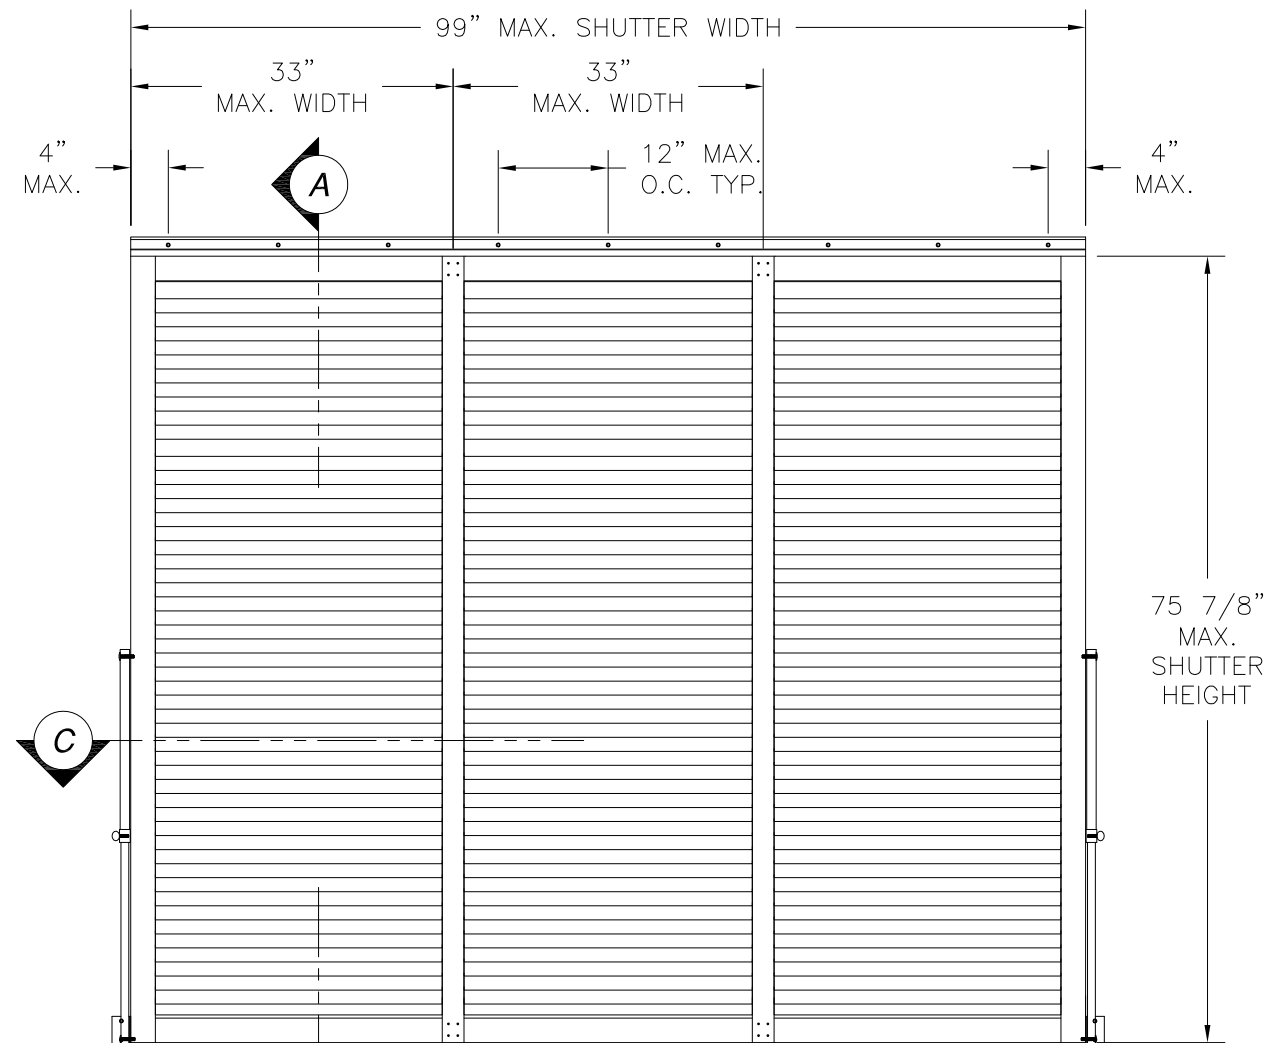 99” MAX. SHUTTER WIDTH
33”
MAX. WIDTH
33”
MAX. WIDTH
4”
MAX.
A
12” MAX.
O.C. TYP.
4”
MAX.
75 7/8”
MAX.
SHUTTER
HEIGHT
C